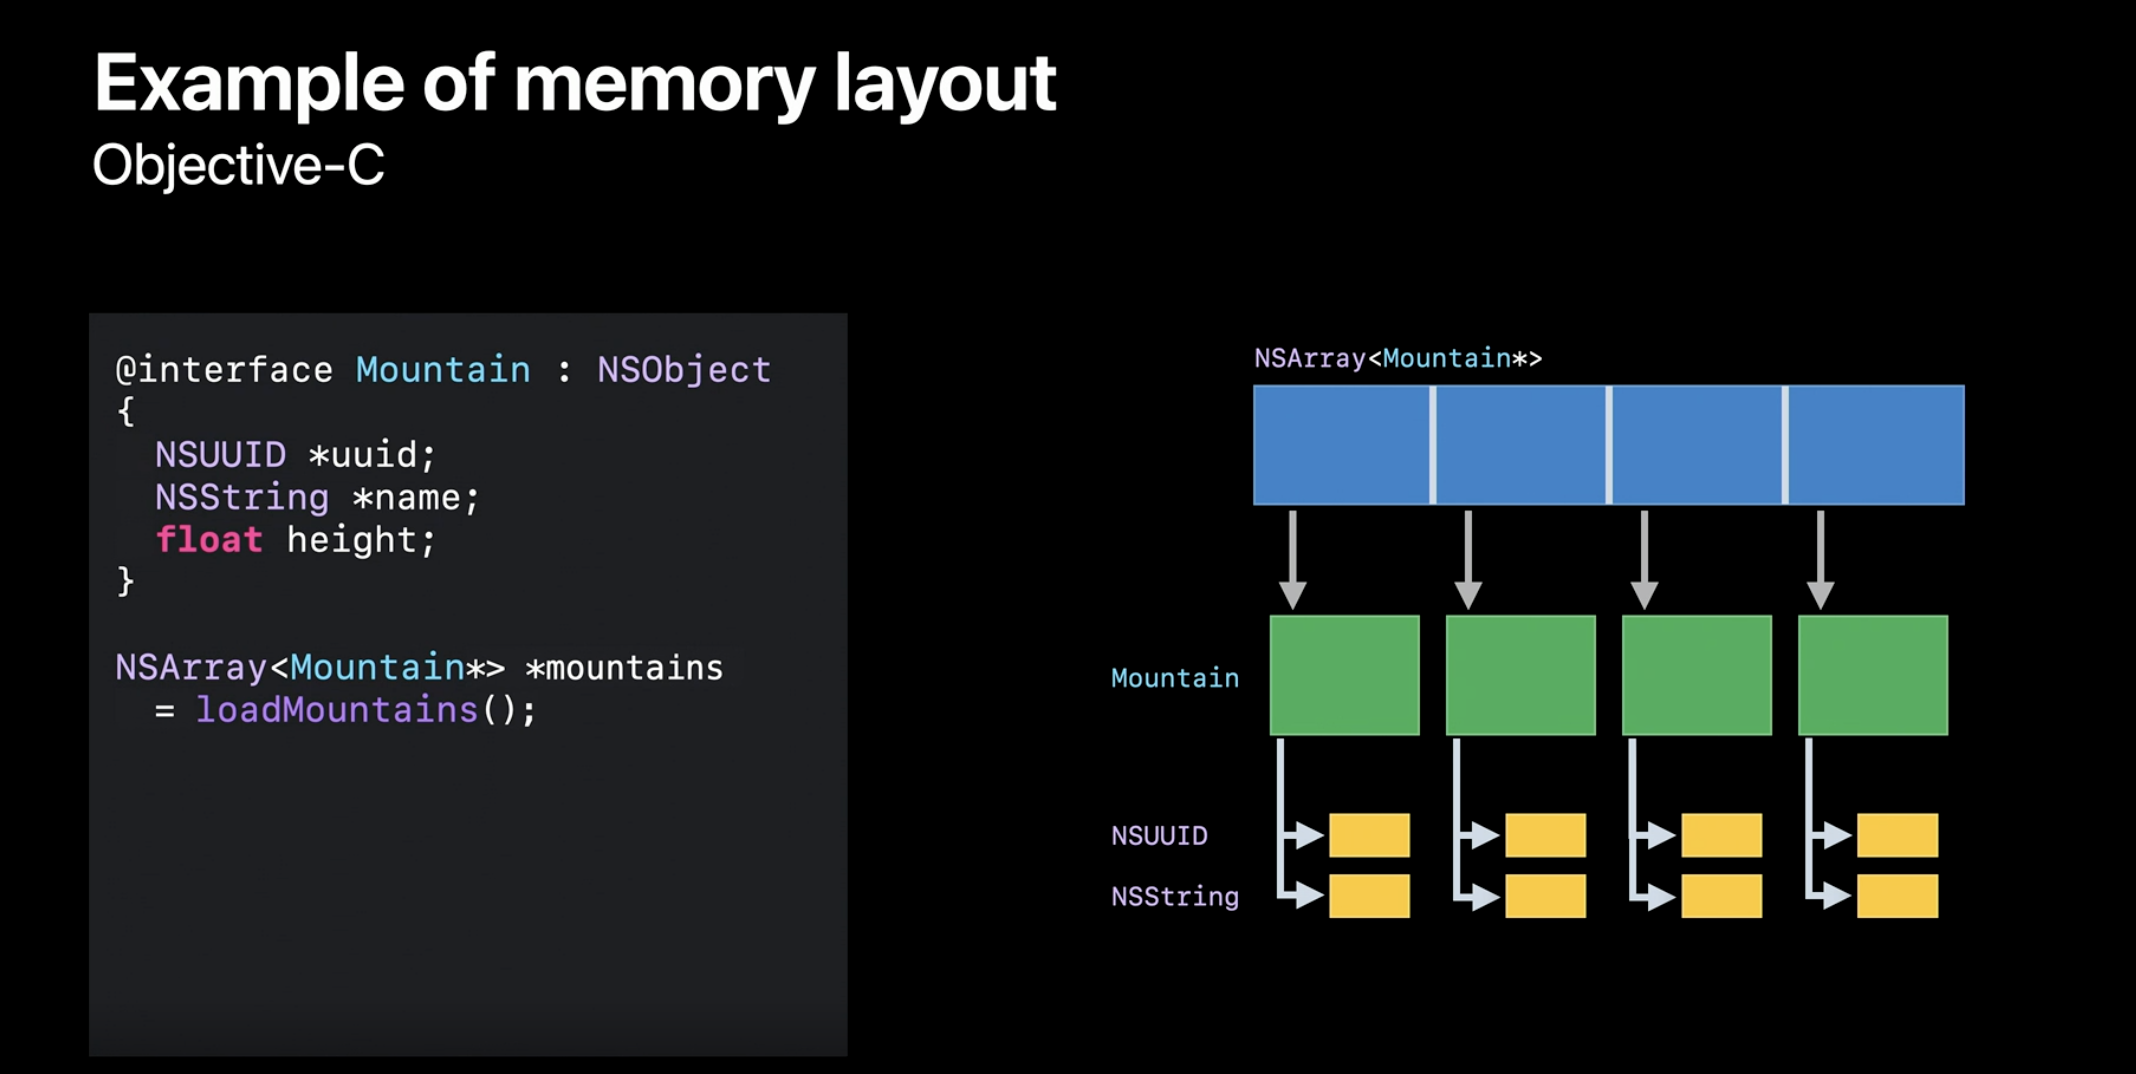 Example of memory layout
Objective-C
@interface Mountain : NSObject
{
NSUUID *uuid;
NSString *name;
float height;
}
NSArray<Mountain*> *mountains
= loadMountains();
NSArray<Mountain*>
Mountain
NSUUID
NSString